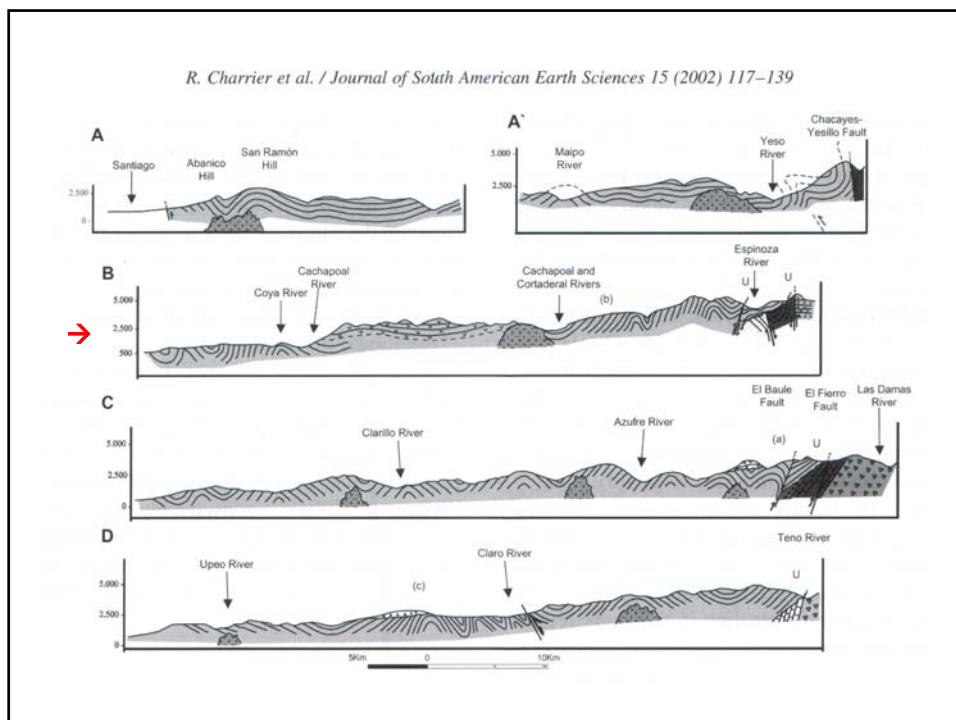 R. Charrier et al. / Journal of South American Earth Sciences 15 (2002) 117–139
A
Santiago
Abanico
Hill
San Ramón
Hill
2.500
0
A`
Maipo
River
Yeso
River
Chacayes-
Yesillo Fault
3.000
2.500
B
Coya River
Cachapoal
River
Cachapoal and
Cortaderal Rivers
(b)
Espinoza
River
U
U
5.000
2.500
500
C
Clarillo River
Azufre River
El Baule
Fault
El Fierro
Fault
Las Damas
River
(a)
U
5.000
2.500
0
D
Upeo River
(c)
Claro River
Teno River
U
5.000
2.500
0
5Km
0
10Km